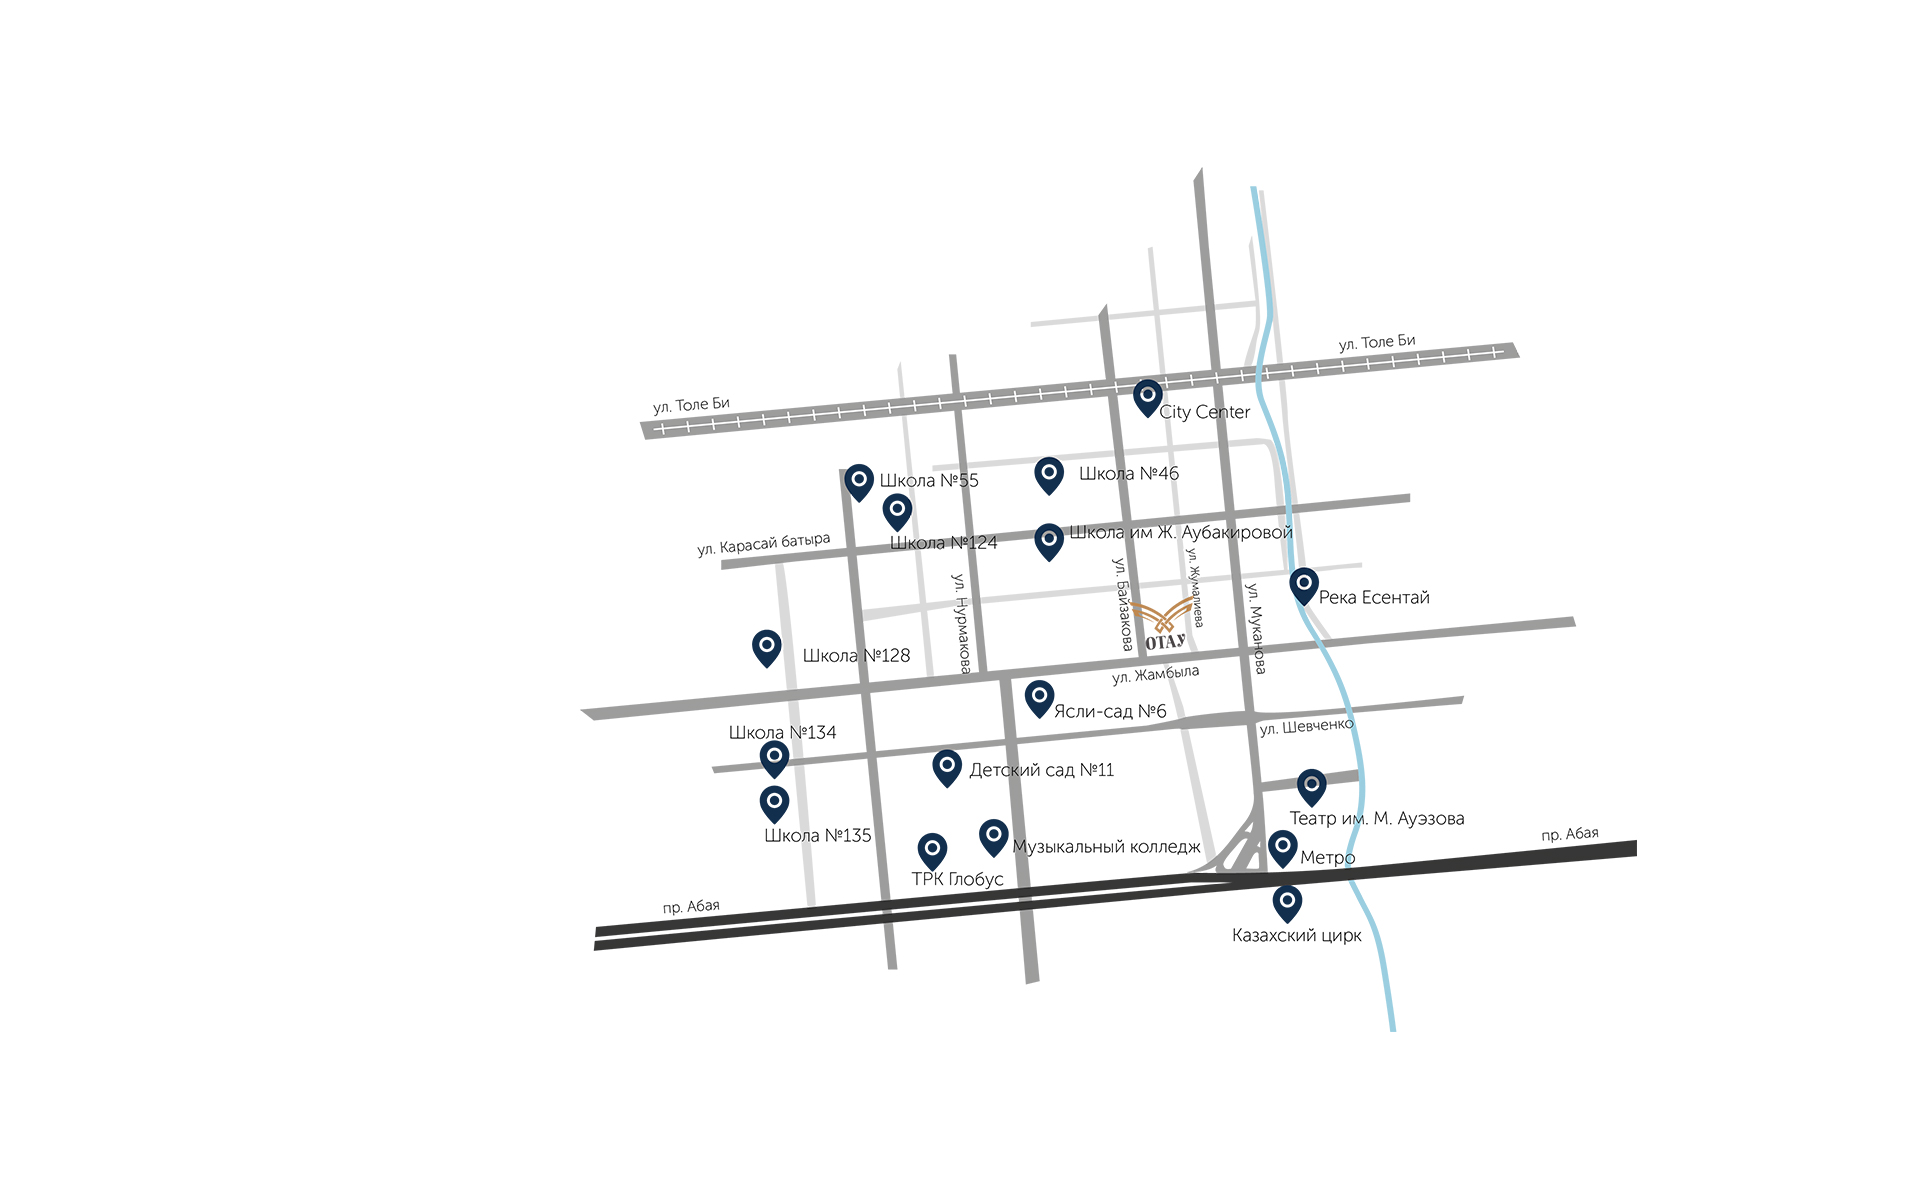 ул. Толе Би
ул. Толе Би
City Center
Школа №46
Школа №55
Школа №124
Школа им Ж. Аубакировой
ул. Карасай батыра
ул. Нурмакова
ул. Байзакова
ул. Жумалиева
ул. Муканова
Река Есентай
ОТАУ
Школа №128
ул. Жамбыла
Ясли-сад №6
ул. Шевченко
Школа №134
Детский сад №11
Школа №135
Театр им. М. Ауэзова
Музыкальный колледж
Метро
пр. Абая
ТРК Глобус
пр. Абая
Казахский цирк